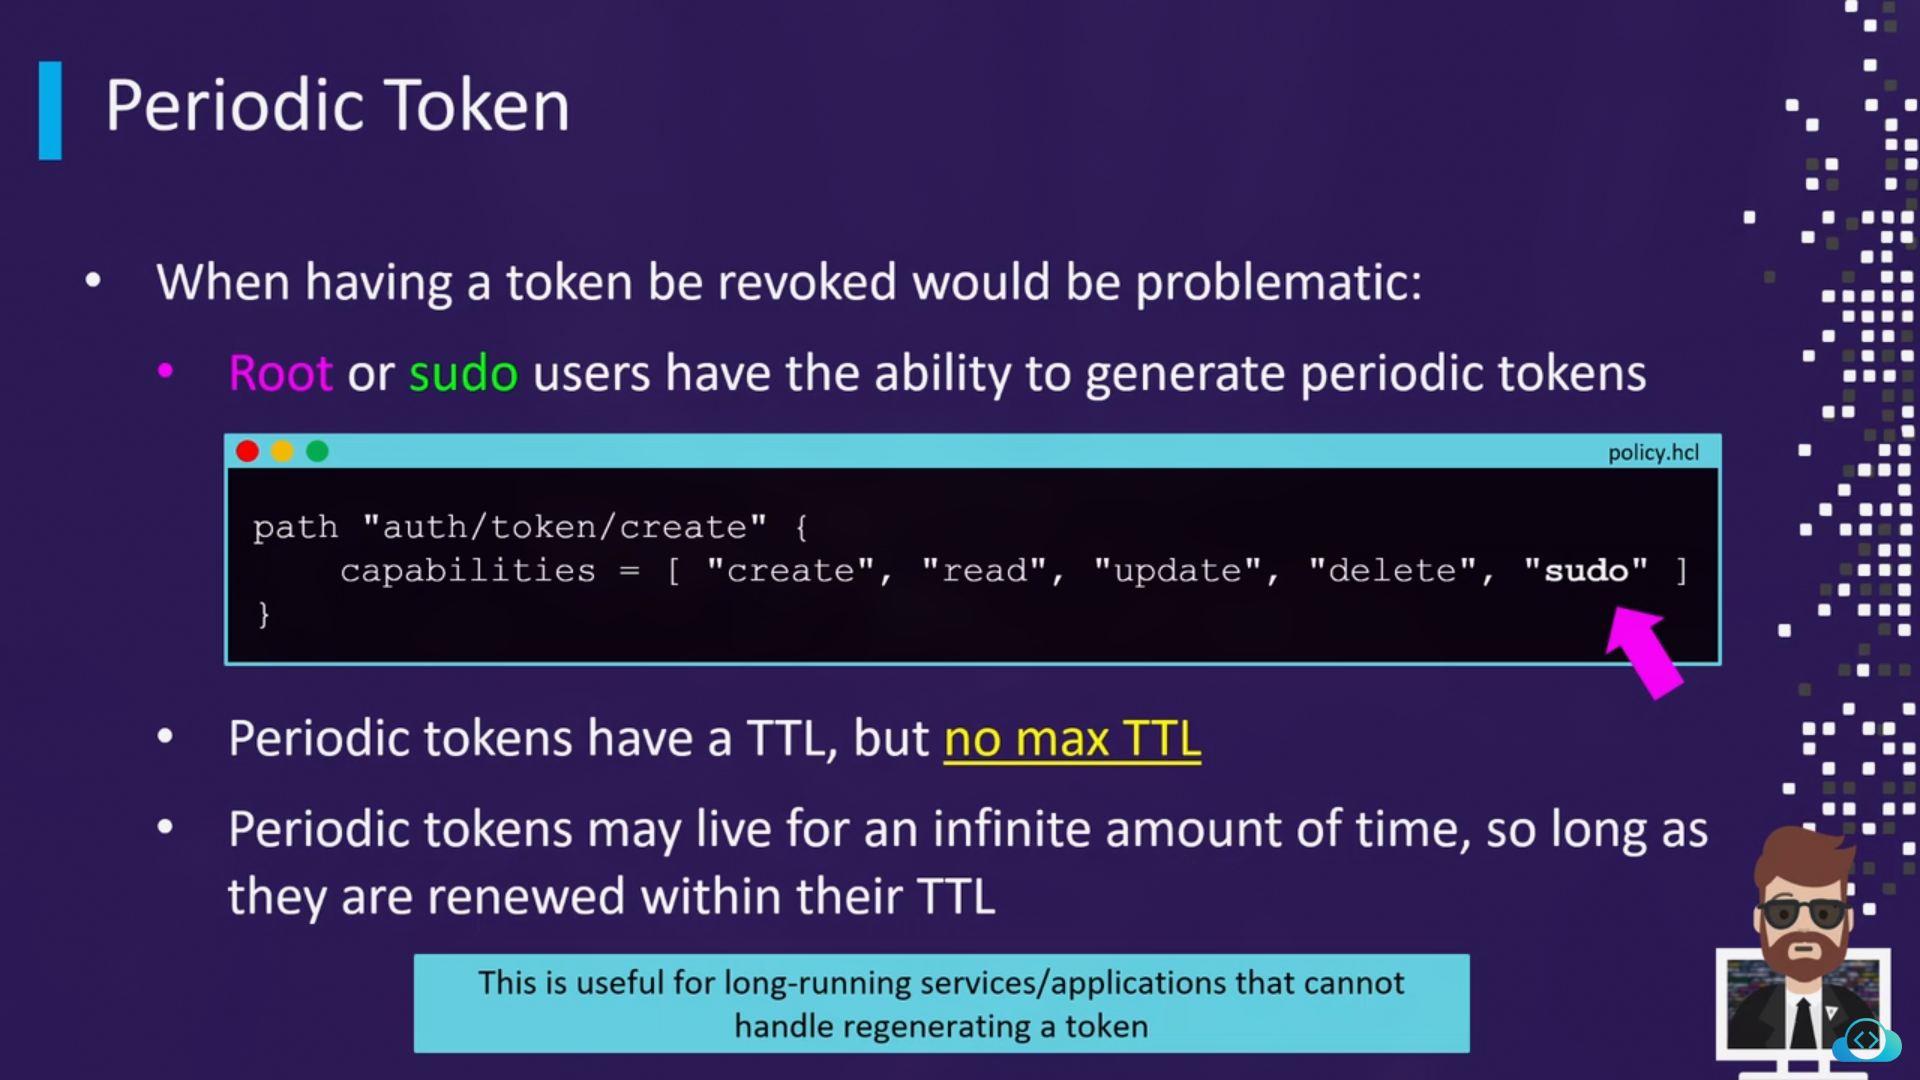 Periodic Token
• When having a token be revoked would be problematic:
• Root or sudo users have the ability to generate periodic tokens
policy.hcl
path "auth/token/create" {
    capabilities = [ "create", "read", "update", "delete", "sudo" ]
}
• Periodic tokens have a TTL, but no max TTL
• Periodic tokens may live for an infinite amount of time, so long as
they are renewed within their TTL
This is useful for long-running services/applications that cannot
handle regenerating a token